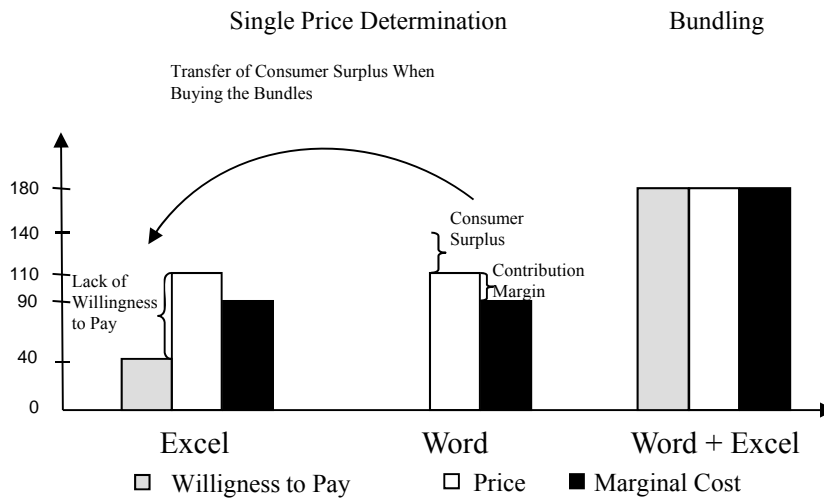 Single Price Determination
Bundling
Transfer of Consumer Surplus When
Buying the Bundles
180
140
110
90
40
0
Lack of
Willingness
to Pay
Consumer
Surplus
Contribution
Margin
Excel
Word
Word + Excel
Willigness to Pay
Price
Marginal Cost